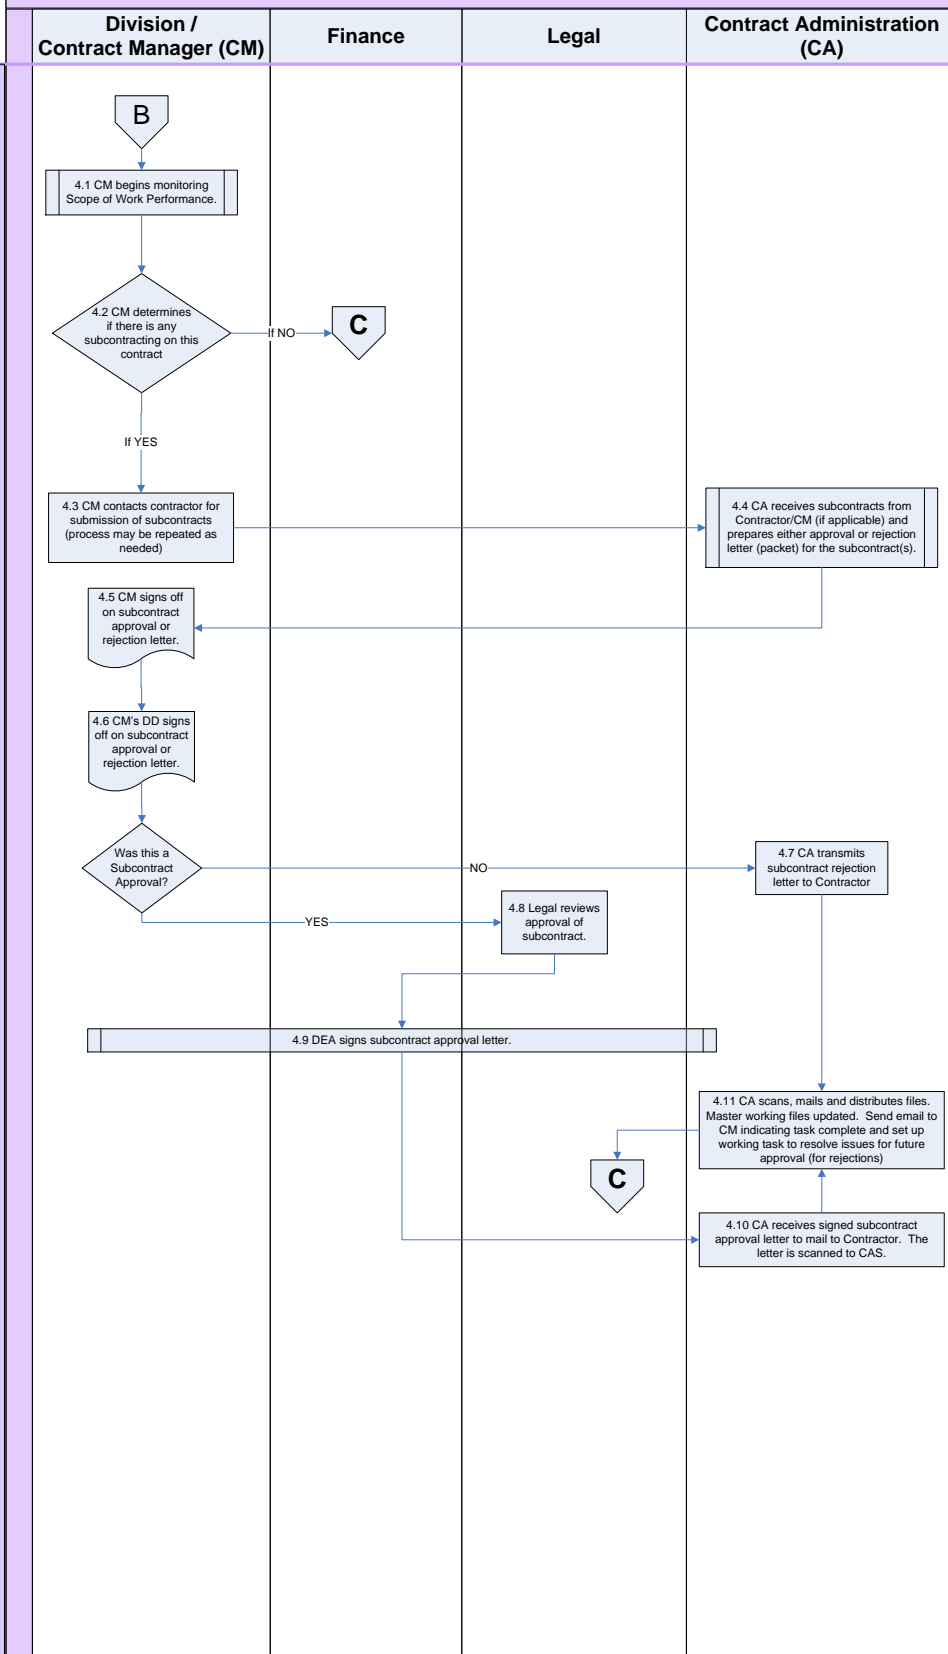 Division /
Contract Manager (CM)
Finance
Legal
Contract Administration
(CA)
B
4.1 CM begins monitoring
Scope of Work Performance.
4.2 CM determines
if there is any
subcontracting on this
contract
If NO
C
If YES
4.3 CM contacts contractor for
submission of subcontracts
(process may be repeated as
needed)
4.4 CA receives subcontracts from
Contractor/CM (if applicable) and
prepares either approval or rejection
letter (packet) for the subcontract(s).
4.5 CM signs off
on subcontract
approval or
rejection letter.
4.6 CM's DD signs
off on subcontract
approval or
rejection letter.
Was this a
Subcontract
Approval?
NO
4.7 CA transmits
subcontract rejection
letter to Contractor
YES
4.8 Legal reviews
approval of
subcontract.
4.9 DEA signs subcontract approval letter.
4.11 CA scans, mails and distributes files.
Master working files updated.  Send email to
CM indicating task complete and set up
working task to resolve issues for future
approval (for rejections)
C
4.10 CA receives signed subcontract
approval letter to mail to Contractor.  The
letter is scanned to CAS.